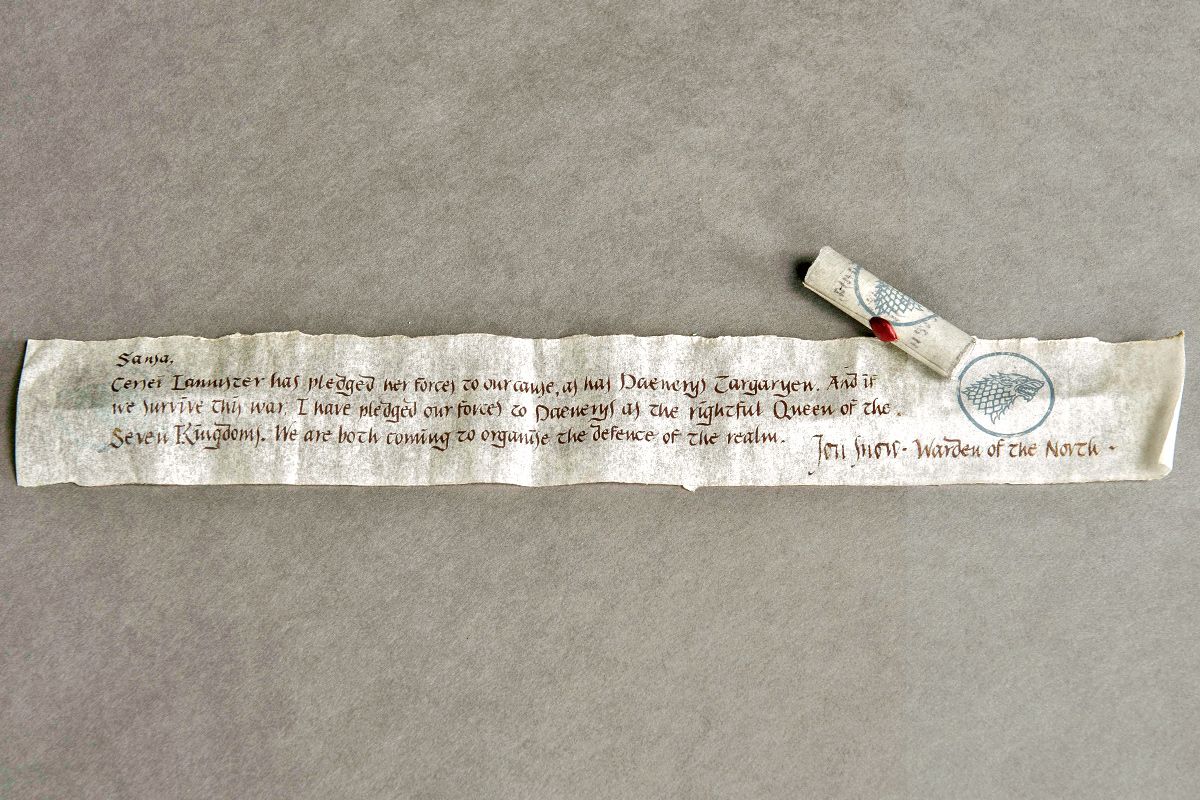 Sansa.
Cersei Lannister has pledged her forces to our cause, as has Daenerys Targaryen. And if
we survive this war, I have pledged our forces to Daenerys as the rightful Queen of the
Seven Kingdoms. We are both coming to organise the defence of the realm.
Jon Snow · Warden of the North ·